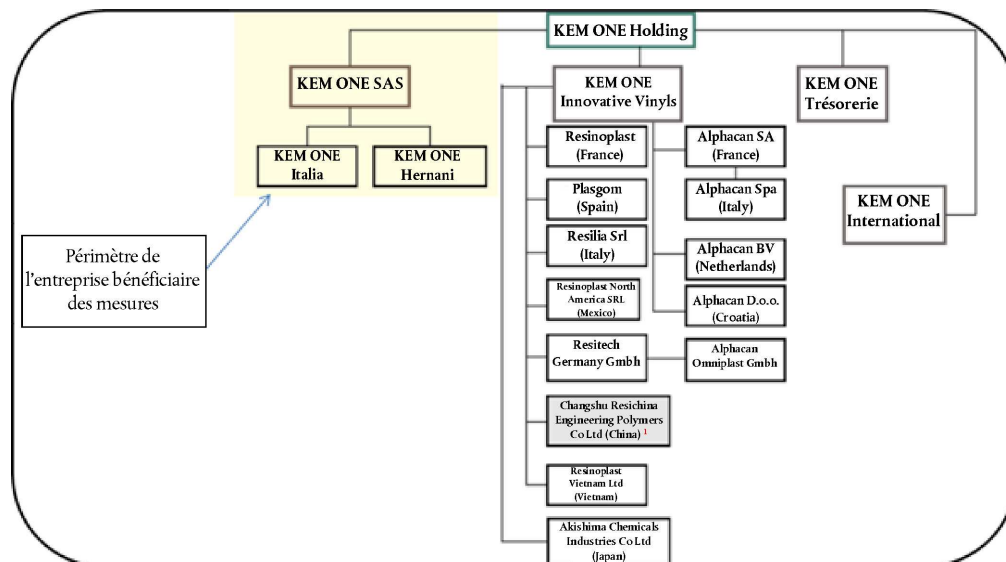 KEM ONE Holding
KEM ONE SAS
KEM ONE
Italia
KEM ONE
Hernani
Périmètre de
l'entreprise bénéficiaire
des mesures
KEM ONE
Innovative Vinyls
Resinoplast
(France)
Plasgom
(Spain)
Resilia Srl
(Italy)
Resinoplast North
America SRL
(Mexico)
Resitech
Germany Gmbh
Changshu Resichina
Engineering Polymers
Co Ltd (China) 1
Resinoplast
Vietnam Ltd
(Vietnam)
Akishima Chemicals
Industries Co Ltd
(Japan)
Alphacan SA
(France)
Alphacan Spa
(Italy)
Alphacan BV
(Netherlands)
Alphacan D.o.o.
(Croatia)
Alphacan
Omniplast Gmbh
KEM ONE
Trésorerie
KEM ONE
International